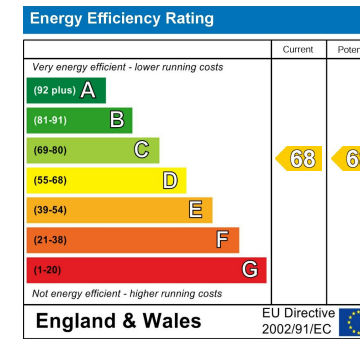 Energy Efficiency Rating
Current
Very energy efficient - lower running costs
(92 plus) A
(81-91) B
(69-80) C
(55-68) D
(39-54) E
(21-38) F
(1-20) G
68
Not energy efficient - higher running costs
England & Wales
EU Directive
2002/91/EC